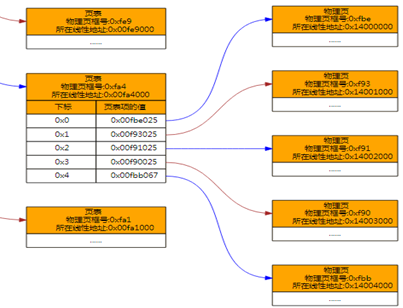 页表
物理页框号:0xfe9
所在线性地址:0x00fe9000
......
页表
物理页框号:0xfa4
所在线性地址:0x00fa4000
下标 页表项的值
0x0 0x00fbe025
0x1 0x00f93025
0x2 0x00f91025
0x3 0x00f90025
0x4 0x00fbb067
页表
物理页框号:0xfa1
所在线性地址:0x00fa1000
......
物理页
物理页框号:0xfbe
所在线性地址:0x14000000
......
物理页
物理页框号:0xf93
所在线性地址:0x14001000
......
物理页
物理页框号:0xf91
所在线性地址:0x14002000
......
物理页
物理页框号:0xf90
所在线性地址:0x14003000
......
物理页
物理页框号:0xfbb
所在线性地址:0x14004000
......